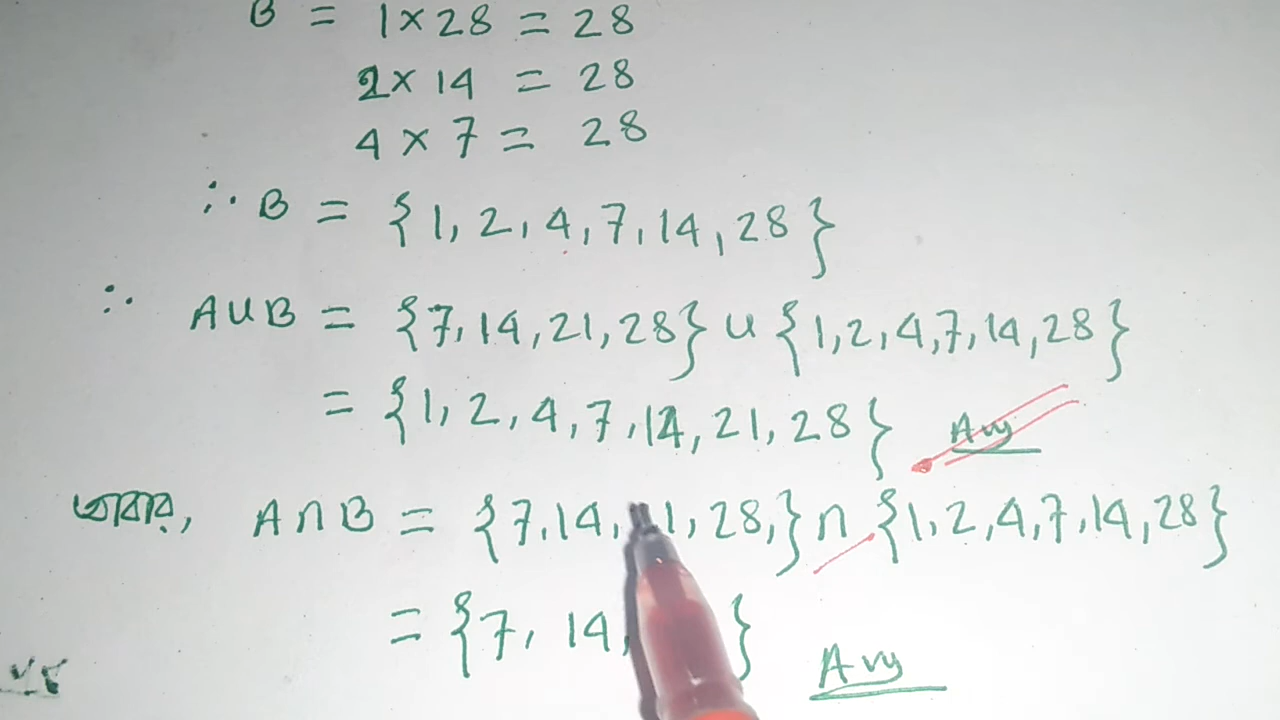 B = 1×28 = 28
2×14 = 28
4×7 = 28
∴ B = {1, 2, 4, 7, 14, 28}
∴ A∪B = {7, 14, 21, 28} ∪ {1, 2, 4, 7, 14, 28}
= {1, 2, 4, 7, 14, 21, 28} Ans
আবার, A∩B = {7, 14, 1, 28,} ∩ {1, 2, 4, 7, 14, 28}
= {7, 14, } Ans